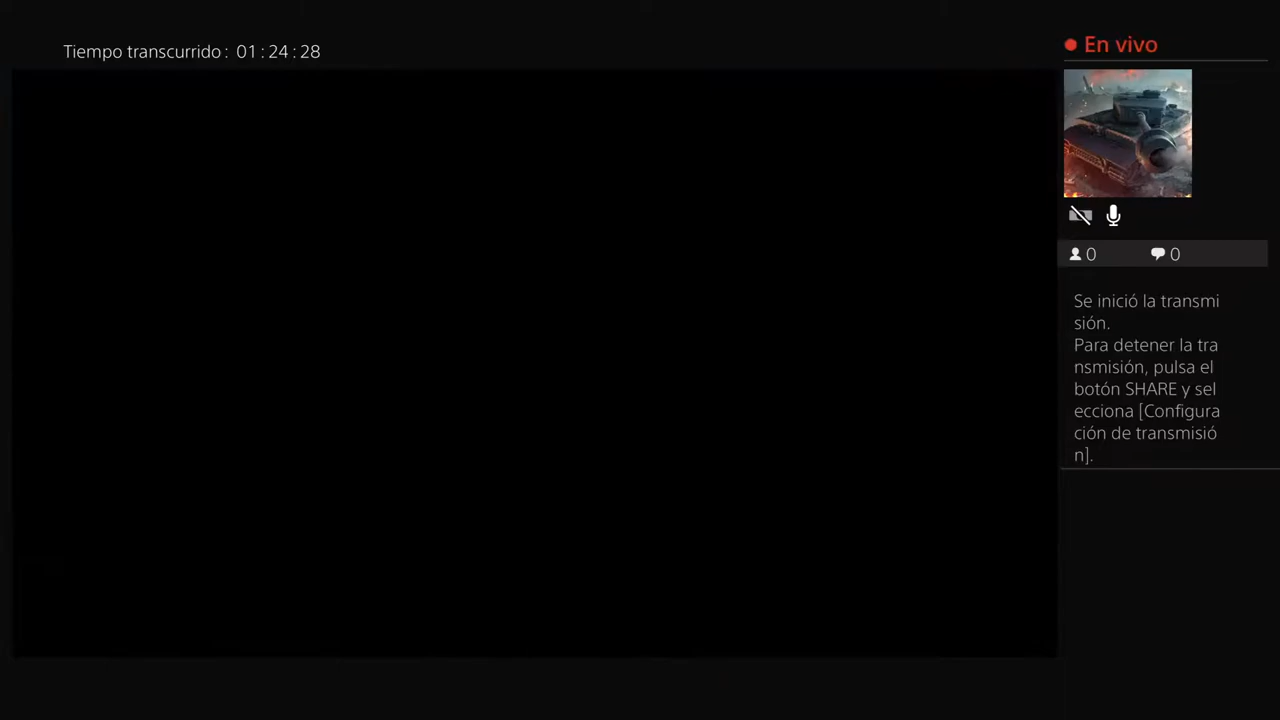 Tiempo transcurrido: 01:24:28
En vivo
0
0
Se inició la transmi
sión.
Para detener la tra
nsmisión, pulsa el
botón SHARE y sel
ecciona [Configura
ción de transmisió
n].